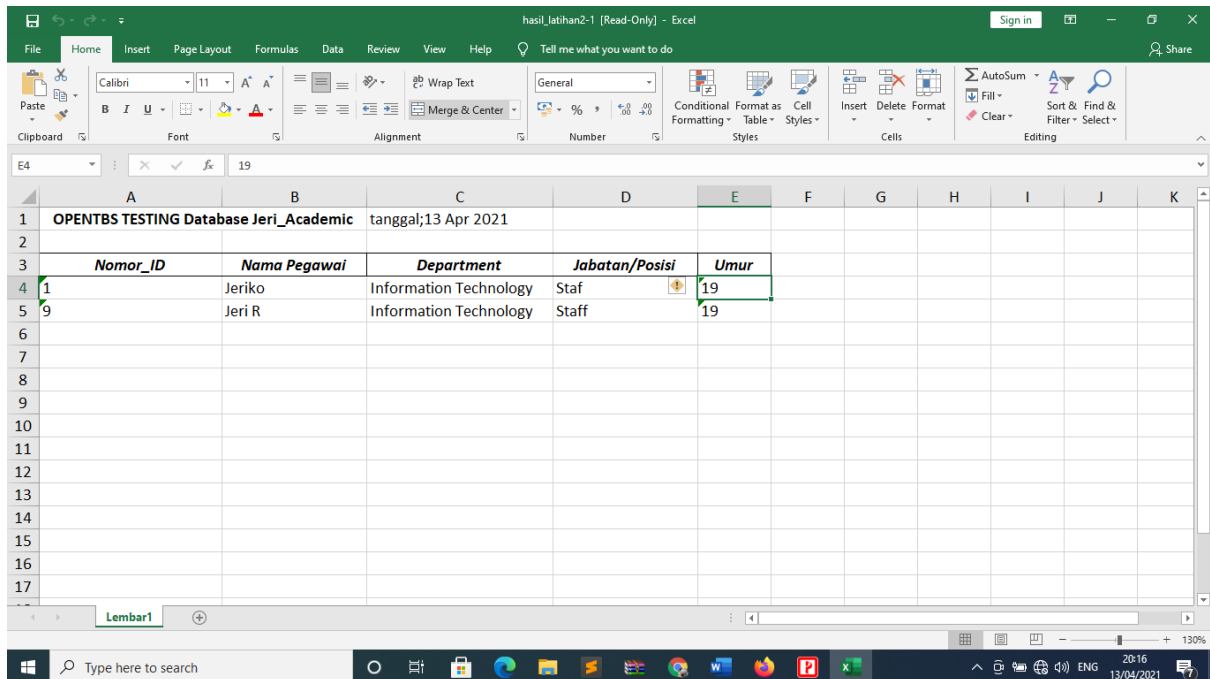 hasil_latihan2-1 [Read-Only] - Excel
Sign in
File Home Insert Page Layout Formulas Data Review View Help Tell me what you want to do Share
Paste
Calibri 11 A A
B I U A
ab Wrap Text
Merge & Center
General
% , .0 .00 .00 .0
Conditional Formatting
Format as Table
Cell Styles
Insert Delete Format
AutoSum
Fill
Clear
Sort & Filter
Find & Select
Clipboard Font Alignment Number Styles Cells Editing
E4 fx 19
A B C D E F G H I J K
1 OPENTBS TESTING Database Jeri_Academic tanggal;13 Apr 2021
2
3 Nomor_ID Nama Pegawai Department Jabatan/Posisi Umur
4 1 Jeriko Information Technology Staf 19
5 9 Jeri R Information Technology Staff 19
6
7
8
9
10
11
12
13
14
15
16
17
Lembar1
130%
Type here to search
ENG
20:16
13/04/2021